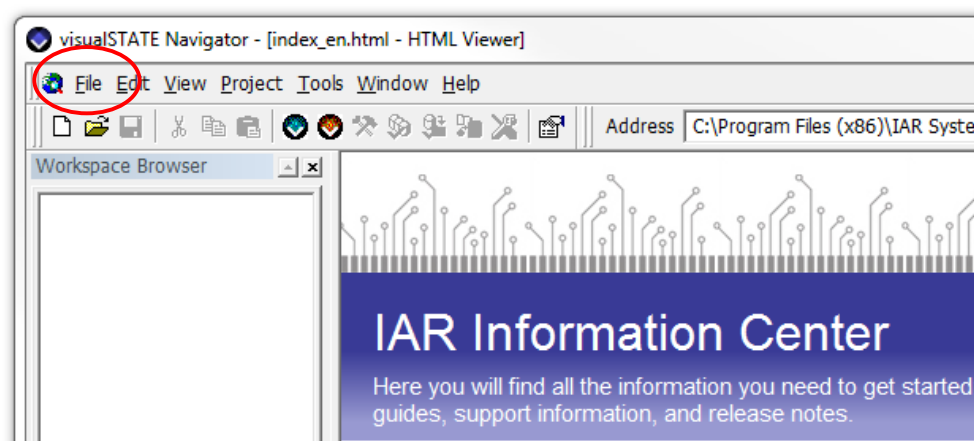 visualSTATE Navigator - [index_en.html - HTML Viewer]
File Edit View Project Tools Window Help
Address C:\Program Files (x86)\IAR Syste
Workspace Browser
IAR Information Center
Here you will find all the information you need to get started
guides, support information, and release notes.